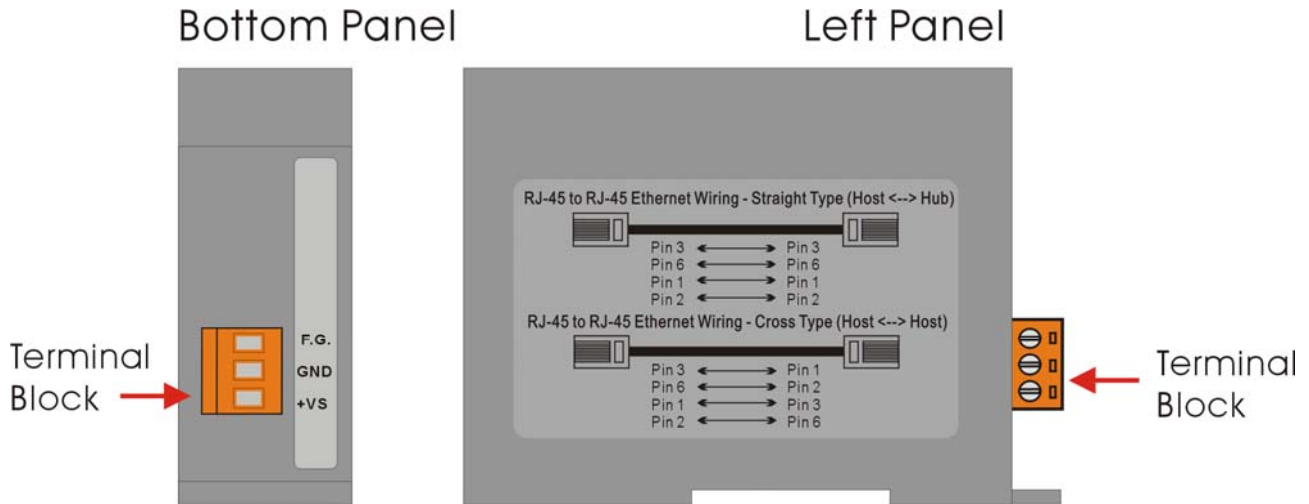 Bottom Panel
Left Panel
RJ-45 to RJ-45 Ethernet Wiring - Straight Type (Host <--> Hub)
Pin 3 Pin 3
Pin 6 Pin 6
Pin 1 Pin 1
Pin 2 Pin 2
RJ-45 to RJ-45 Ethernet Wiring - Cross Type (Host <--> Host)
Pin 3 Pin 1
Pin 6 Pin 2
Pin 1 Pin 3
Pin 2 Pin 6
F.G.
GND
+VS
Terminal
Block
Terminal
Block